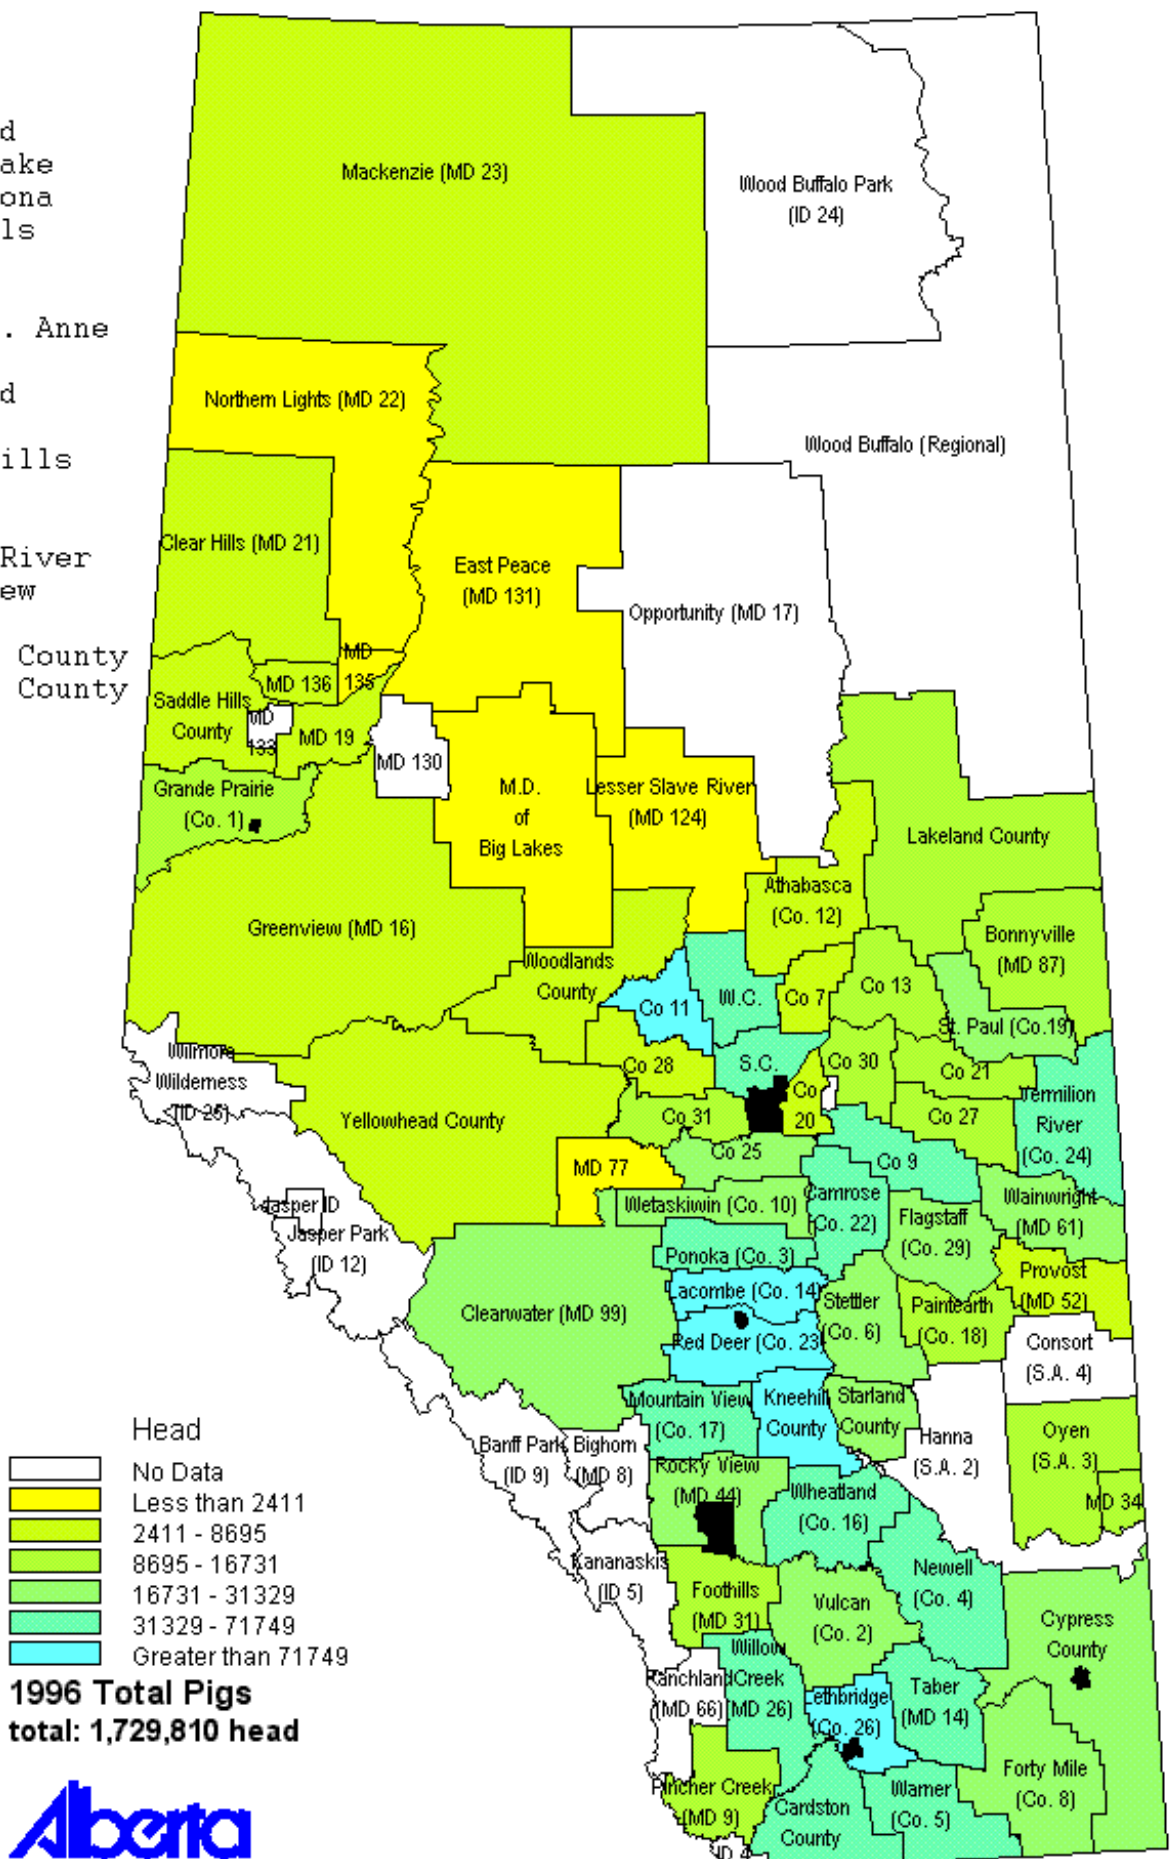 d
ake
ona
ls
. Anne
d
ills
River
ew
County
County
Mackenzie (MD 23)
Wood Buffalo Park
(ID 24)
Northern Lights (MD 22)
Wood Buffalo (Regional)
Clear Hills (MD 21)
East Peace
(MD 131)
Opportunity (MD 17)
MD
135
MD 136
Saddle Hills
County
MD
133
MD 19
MD 130
Grande Prairie
(Co. 1)
M.D.
of
Big Lakes
Lesser Slave River
(MD 124)
Lakeland County
Athabasca
(Co. 12)
Greenview (MD 16)
Bonnyville
(MD 87)
Woodlands
County
Co 11
W.C.
Co 7
Co 13
St. Paul (Co.19)
Wilmore
Wilderness
(ID 25)
Co 28
S.C.
Co 30
Co 21
Vermilion
River
(Co. 24)
Yellowhead County
Co 31
Co
20
Co 27
MD 77
Co 25
Co 9
Jasper ID
Jasper Park
(ID 12)
Wetaskiwin (Co. 10)
Camrose
(Co. 22)
Flagstaff
(Co. 29)
Wainwright
(MD 61)
Ponoka (Co. 3)
Provost
(MD 52)
Clearwater (MD 99)
Lacombe (Co. 14)
Stettler
(Co. 6)
Paintearth
(Co. 18)
Red Deer (Co. 23)
Consort
(S.A. 4)
Mountain View
(Co. 17)
Kneehill
County
Starland
County
Hanna
(S.A. 2)
Oyen
(S.A. 3)
MD 34
Banff Park
(ID 9)
Bighorn
(MD 8)
Rocky View
(MD 44)
Wheatland
(Co. 16)
Kananaskis
(ID 5)
Foothills
(MD 31)
Vulcan
(Co. 2)
Newell
(Co. 4)
Cypress
County
Willow
Creek
(MD 26)
Ranchland
(MD 66)
Lethbridge
(Co. 26)
Taber
(MD 14)
Forty Mile
(Co. 8)
Pincher Creek
(MD 9)
Cardston
County
Warner
(Co. 5)
ID 4
Head
No Data
Less than 2411
2411 - 8695
8695 - 16731
16731 - 31329
31329 - 71749
Greater than 71749
1996 Total Pigs
total: 1,729,810 head
Alberta